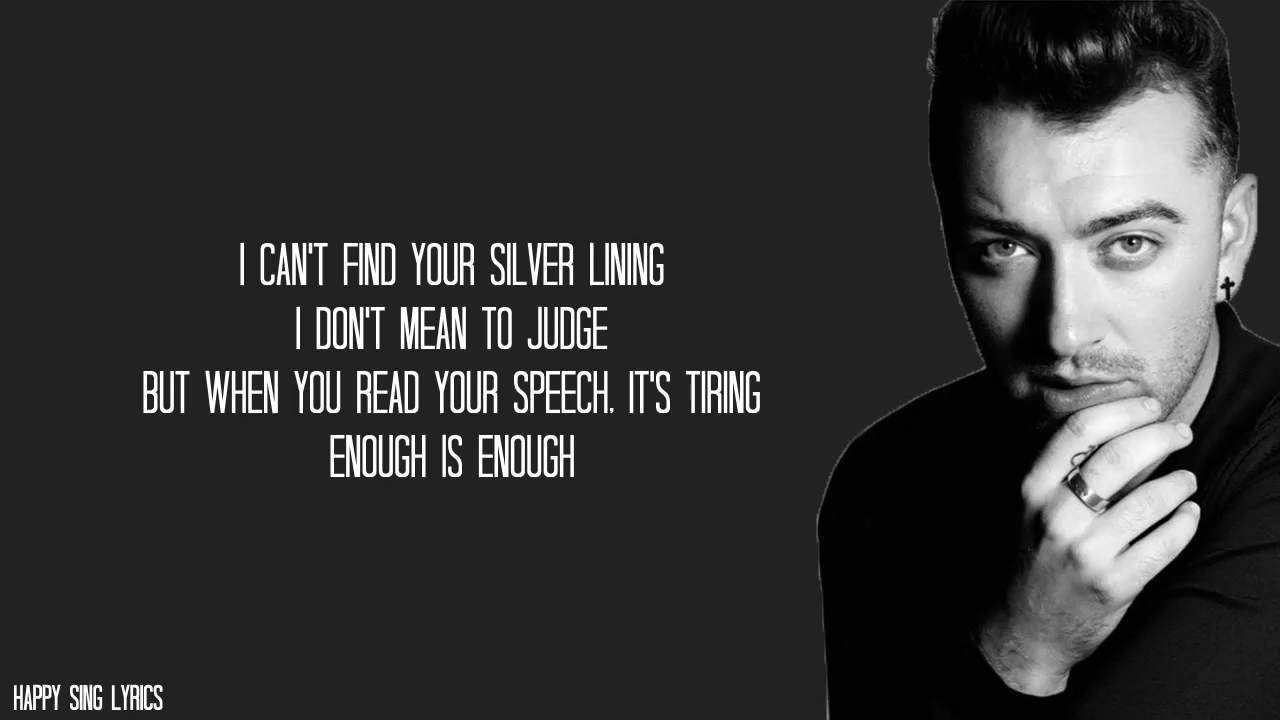 I CAN'T FIND YOUR SILVER LINING
I DON'T MEAN TO JUDGE
BUT WHEN YOU READ YOUR SPEECH, IT'S TIRING
ENOUGH IS ENOUGH
HAPPY SING LYRICS